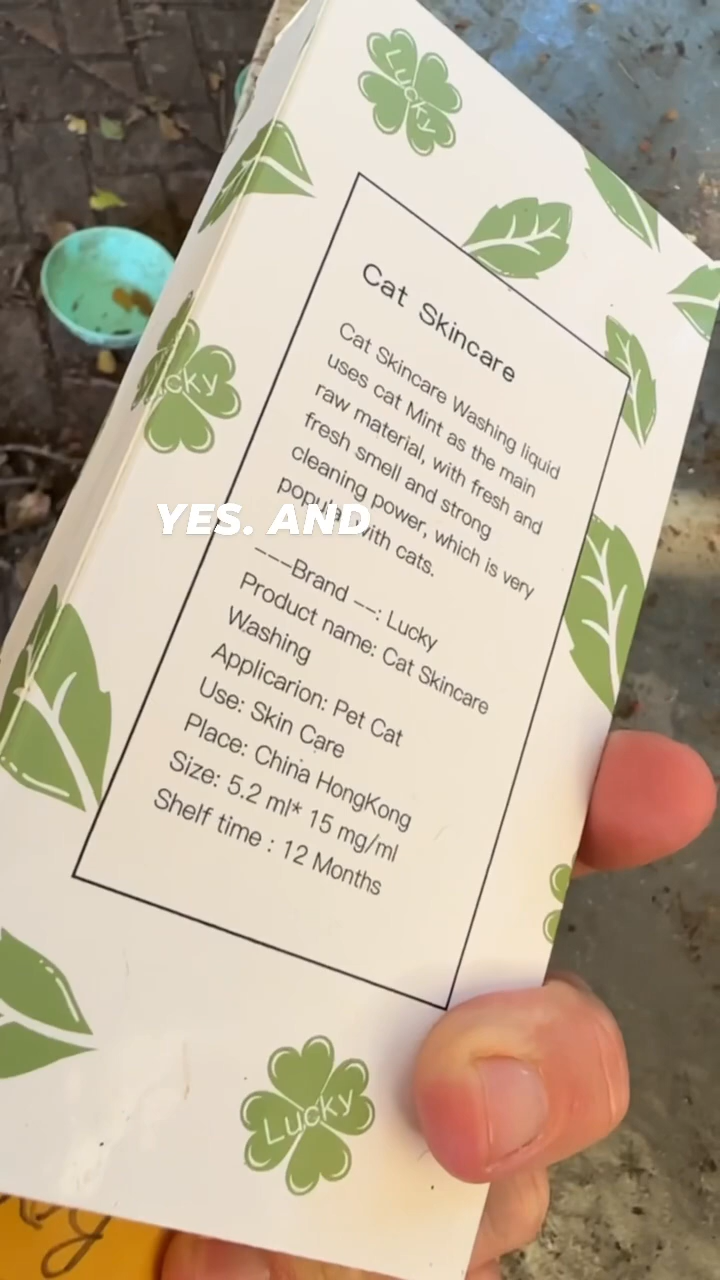 Lucky
Cat Skincare
Cat Skincare Washing liquid
uses cat Mint as the main
raw material, with fresh and
fresh smell and strong
cleaning power, which is very
popular with cats.
---Brand --: Lucky
Product name: Cat Skincare
Washing
Applicarion: Pet Cat
Use: Skin Care
Place: China HongKong
Size: 5.2 ml* 15 mg/ml
Shelf time : 12 Months
Lucky
YES. AND
Lucky